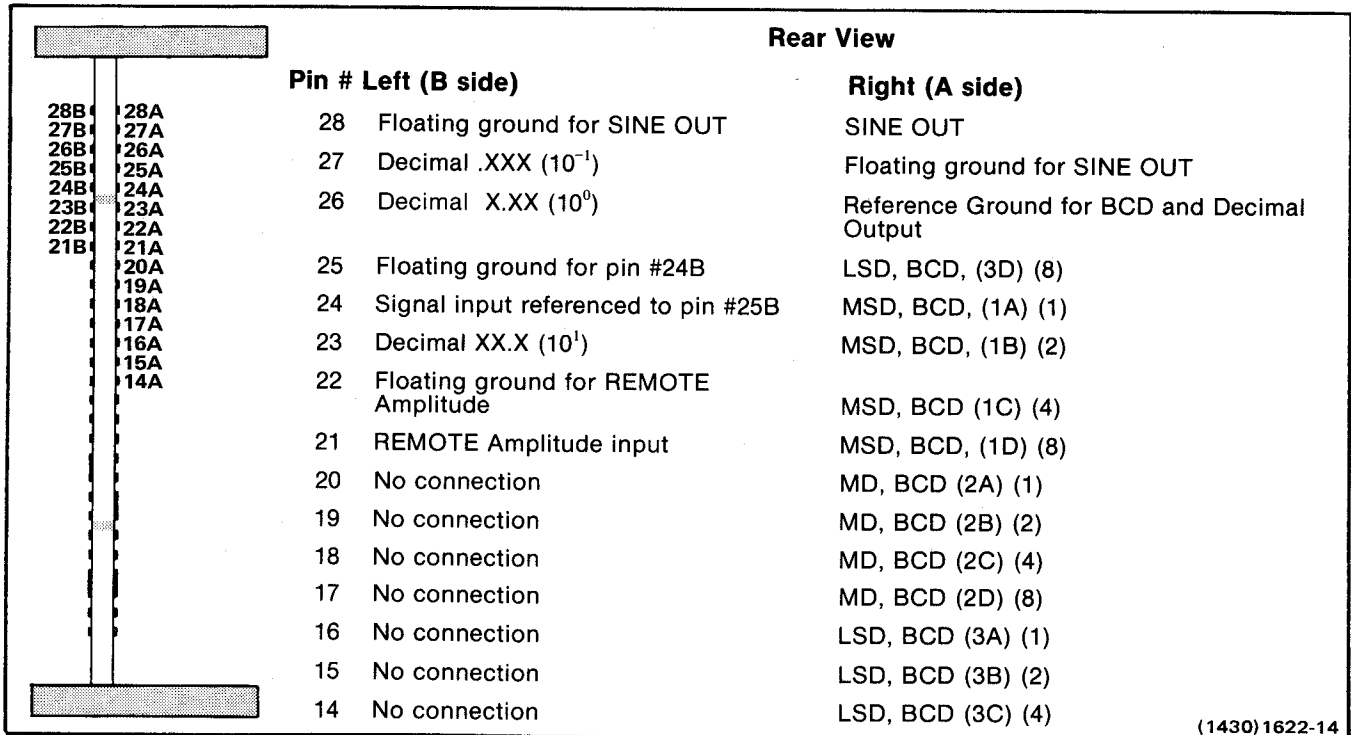 Rear View
Pin # Left (B side) Right (A side)
28B 28A
27B 27A
26B 26A
25B 25A
24B 24A
23B 23A
22B 22A
21B 21A
20A
19A
18A
17A
16A
15A
14A
28 Floating ground for SINE OUT SINE OUT
27 Decimal .XXX (10⁻¹) Floating ground for SINE OUT
26 Decimal X.XX (10⁰) Reference Ground for BCD and Decimal
Output
25 Floating ground for pin #24B LSD, BCD, (3D) (8)
24 Signal input referenced to pin #25B MSD, BCD, (1A) (1)
23 Decimal XX.X (10¹) MSD, BCD, (1B) (2)
22 Floating ground for REMOTE
Amplitude MSD, BCD (1C) (4)
21 REMOTE Amplitude input MSD, BCD, (1D) (8)
20 No connection MD, BCD (2A) (1)
19 No connection MD, BCD (2B) (2)
18 No connection MD, BCD (2C) (4)
17 No connection MD, BCD (2D) (8)
16 No connection LSD, BCD (3A) (1)
15 No connection LSD, BCD (3B) (2)
14 No connection LSD, BCD (3C) (4)
(1430)1622-14